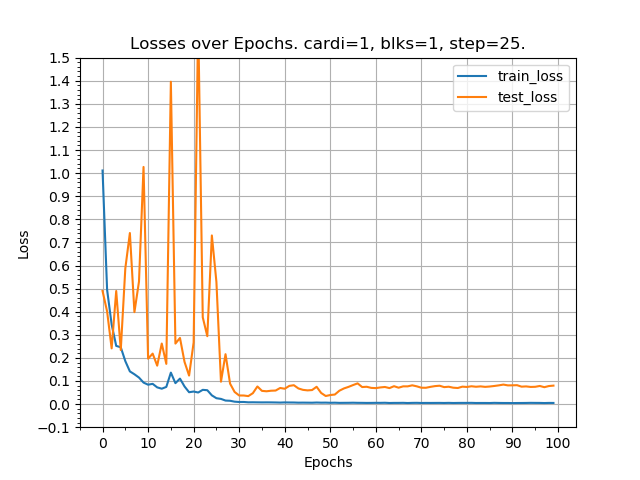 Losses over Epochs. cardi=1, blks=1, step=25.
train_loss
test_loss
1.5
1.4
1.3
1.2
1.1
1.0
0.9
0.8
0.7
0.6
0.5
0.4
0.3
0.2
0.1
0.0
−0.1
Loss
0 10 20 30 40 50 60 70 80 90 100
Epochs